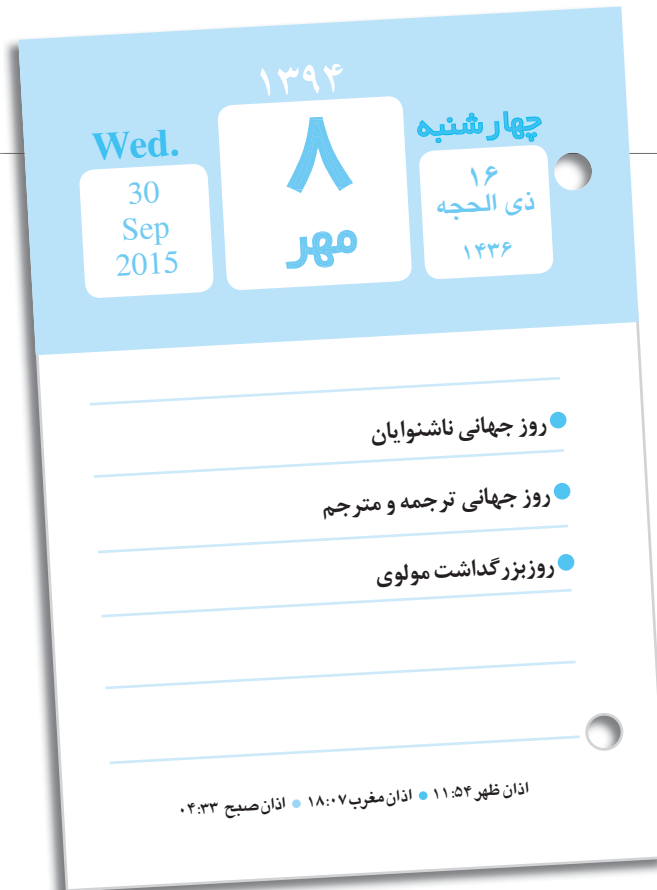 ۱۳۹۴
چهارشنبه
۱۶
ذی الحجه
۱۴۳۶
۸
مهر
Wed.
30
Sep
2015
روز جهانی ناشنوایان
روز جهانی ترجمه و مترجم
روزبزرگداشت مولوی
اذان ظهر ۱۱:۵۴ • اذان مغرب ۱۸:۰۷ • اذان صبح ۰۴:۳۳